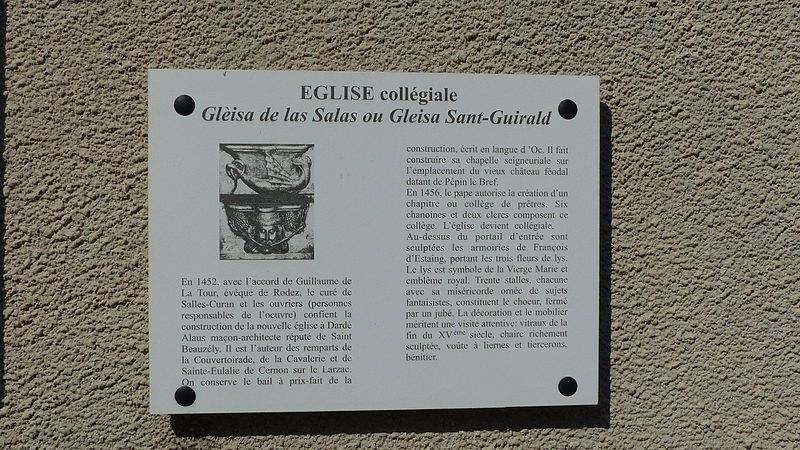 EGLISE collégiale
Glèisa de las Salas ou Gleisa Sant-Guirald
En 1452, avec l'accord de Guillaume de
La Tour, évêque de Rodez, le curé de
Salles-Curan et les ouvriers (personnes
responsables de l'oeuvre) confient la
construction de la nouvelle église à Dardè
Alaus maçon-architecte réputé de Saint
Beauzély. Il est l'auteur des remparts de
la Couvertoirade, de la Cavalerie et de
Sainte-Eulalie de Cernon sur le Larzac.
On conserve le bail à prix-fait de la
construction, écrit en langue d 'Oc. Il fait
construire sa chapelle seigneuriale sur
l'emplacement du vieux château féodal
datant de Pépin le Bref.
En 1456, le pape autorise la création d'un
chapitre ou collège de prêtres. Six
chanoines et deux clercs composent ce
collège. L'église devient collégiale.
Au-dessus du portail d'entrée sont
sculptées les armoiries de François
d'Estaing, portant les trois fleurs de lys.
Le lys est symbole de la Vierge Marie et
emblème royal. Trente stalles, chacune
avec sa miséricorde ornée de sujets
fantaisistes, constituent le choeur, fermé
par un jubé. La décoration et le mobilier
méritent une visite attentive: vitraux de la
fin du XVème siècle, chaire richement
sculptée, voûte à liernes et tiercerons,
bénitier.